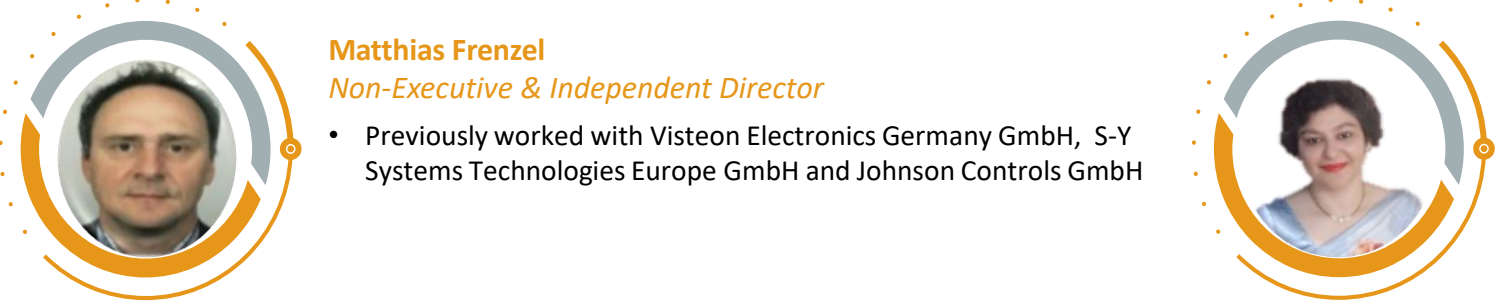 Matthias Frenzel
Non-Executive & Independent Director
• Previously worked with Visteon Electronics Germany GmbH, S-Y
Systems Technologies Europe GmbH and Johnson Controls GmbH